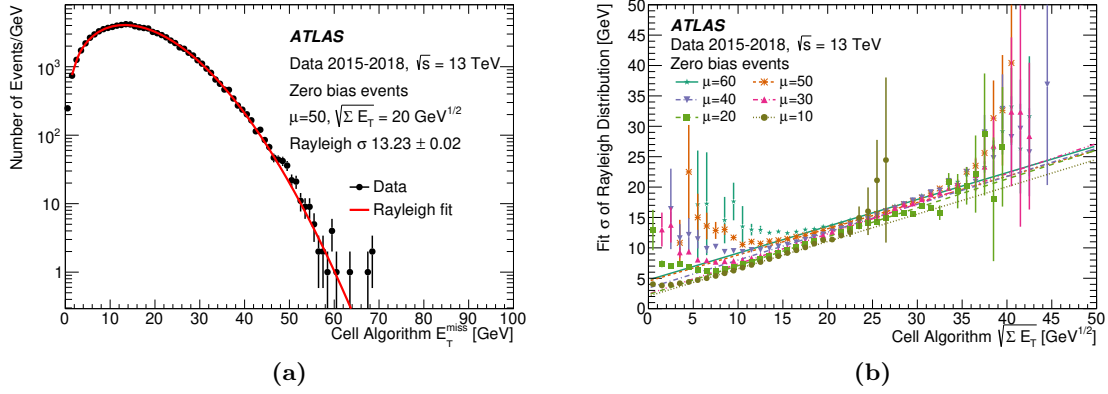 Number of Events/GeV
10³
10²
10
1
ATLAS
Data 2015-2018, √s = 13 TeV
Zero bias events
μ=50, √Σ E_T = 20 GeV^1/2
Rayleigh σ 13.23 ± 0.02
Data
Rayleigh fit
0 10 20 30 40 50 60 70 80 90 100
Cell Algorithm E_T^miss [GeV]
(a)
Fit σ of Rayleigh Distribution [GeV]
50
45
40
35
30
25
20
15
10
5
0
ATLAS
Data 2015-2018, √s = 13 TeV
Zero bias events
μ=60 μ=50
μ=40 μ=30
μ=20 μ=10
0 5 10 15 20 25 30 35 40 45 50
Cell Algorithm √Σ E_T [GeV^1/2]
(b)